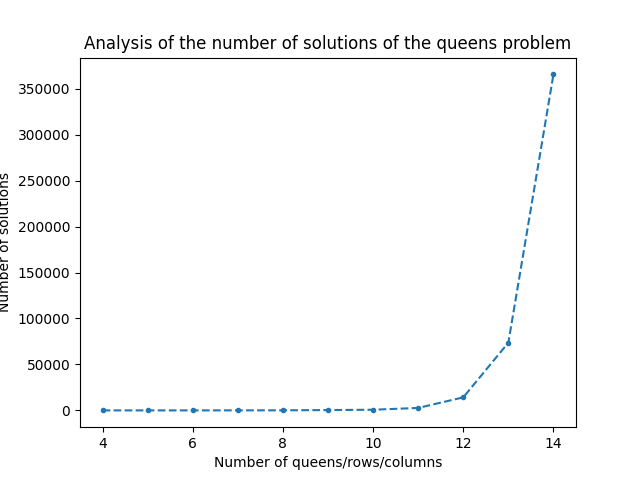 Analysis of the number of solutions of the queens problem
350000
300000
250000
200000
150000
100000
50000
0
Number of solutions
4 6 8 10 12 14
Number of queens/rows/columns